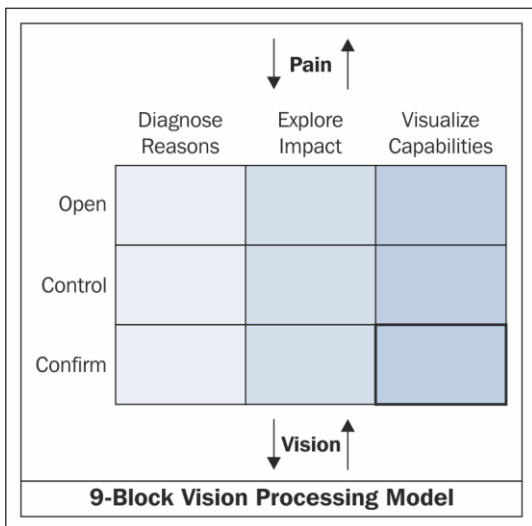 Pain
Diagnose Reasons
Explore Impact
Visualize Capabilities
Open
Control
Confirm
Vision
9-Block Vision Processing Model